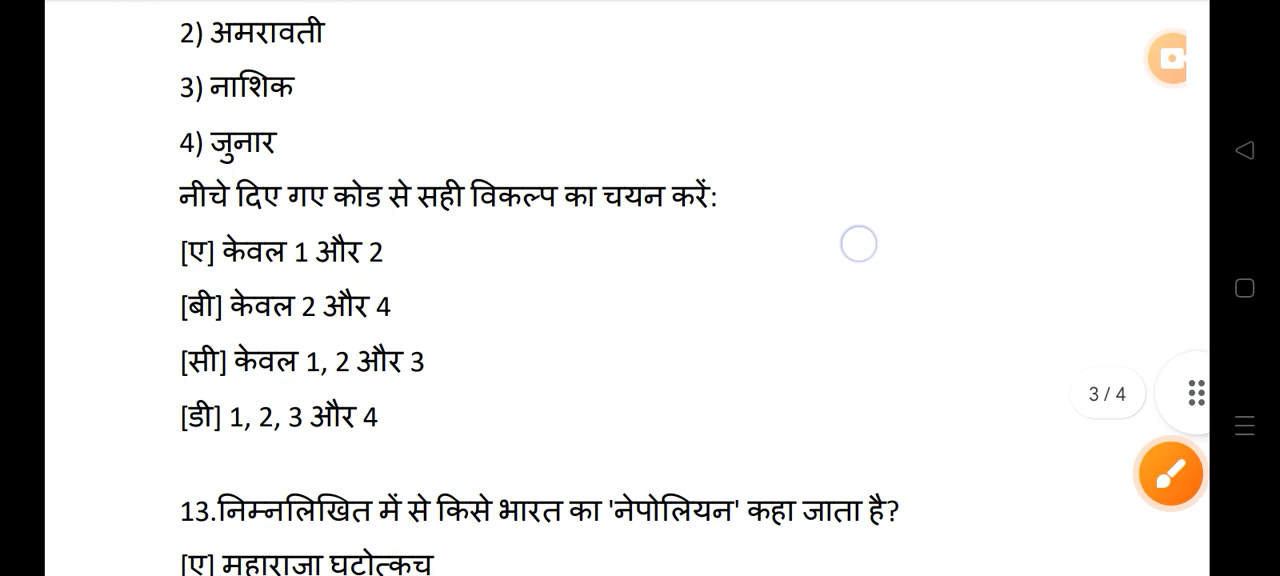 2) अमरावती
3) नाशिक
4) जुनार
नीचे दिए गए कोड से सही विकल्प का चयन करें:
[ए] केवल 1 और 2
[बी] केवल 2 और 4
[सी] केवल 1, 2 और 3
[डी] 1, 2, 3 और 4
3 / 4
13.निम्नलिखित में से किसे भारत का 'नेपोलियन' कहा जाता है?
[ए] महाराजा घटोत्कच